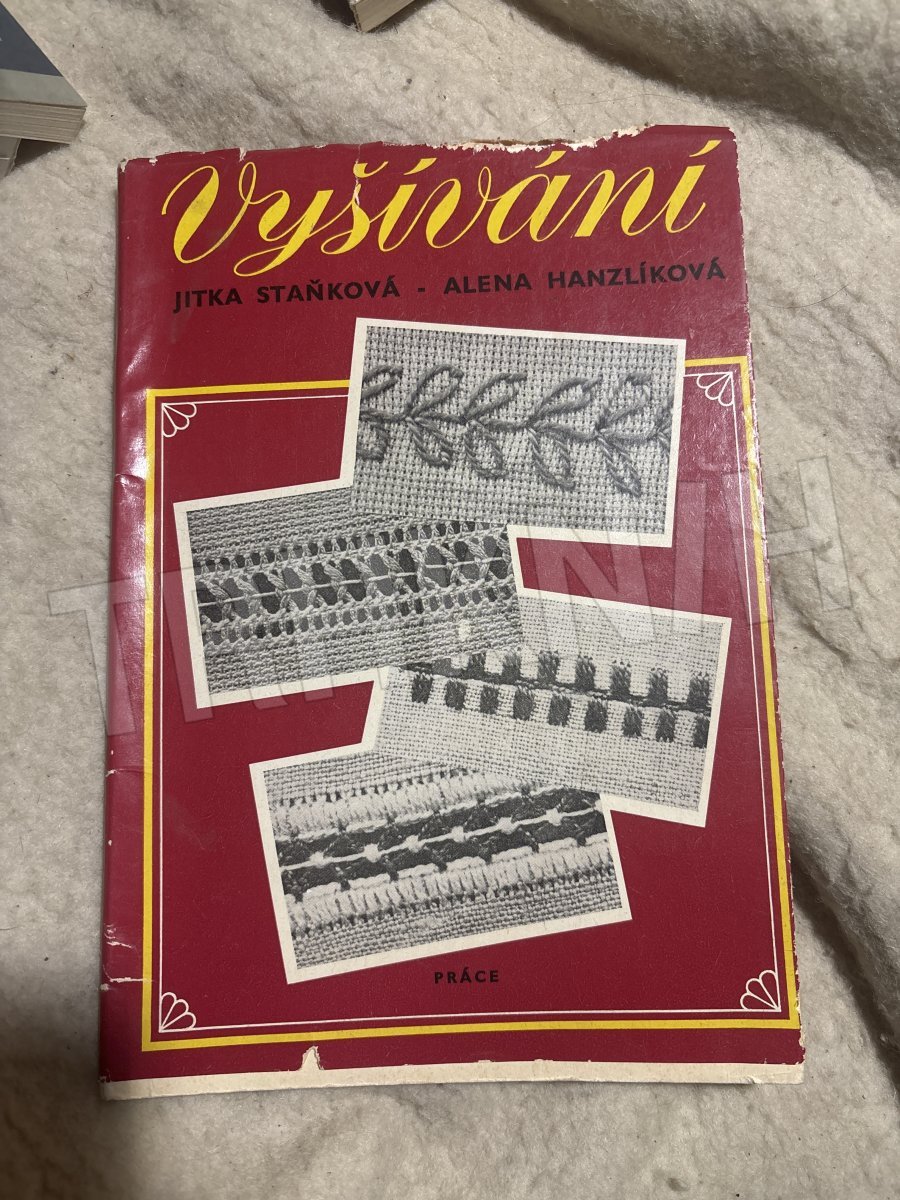 Vyšívání
JITKA STAŇKOVÁ - ALENA HANZLÍKOVÁ
PRÁCE